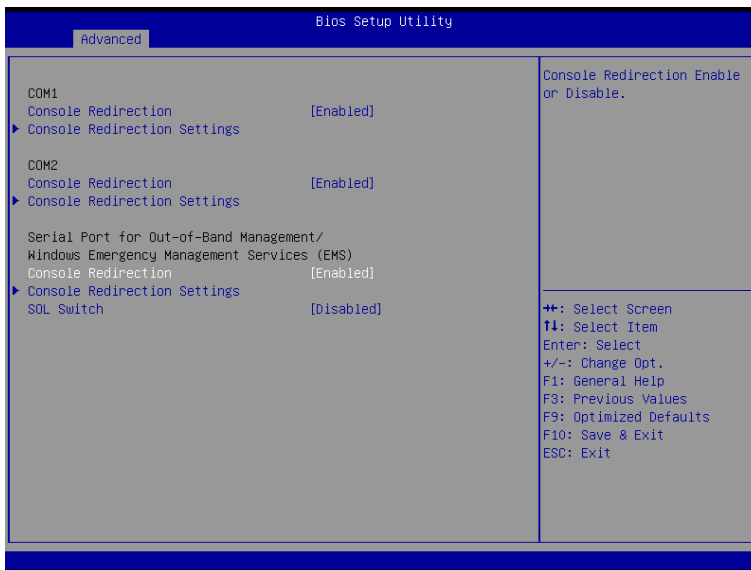 Bios Setup Utility
Advanced
COM1
Console Redirection [Enabled]
Console Redirection Settings
COM2
Console Redirection [Enabled]
Console Redirection Settings
Serial Port for Out-of-Band Management/
Windows Emergency Management Services (EMS)
Console Redirection [Enabled]
Console Redirection Settings
SOL Switch [Disabled]
Console Redirection Enable
or Disable.
→←: Select Screen
↑↓: Select Item
Enter: Select
+/-: Change Opt.
F1: General Help
F3: Previous Values
F9: Optimized Defaults
F10: Save & Exit
ESC: Exit